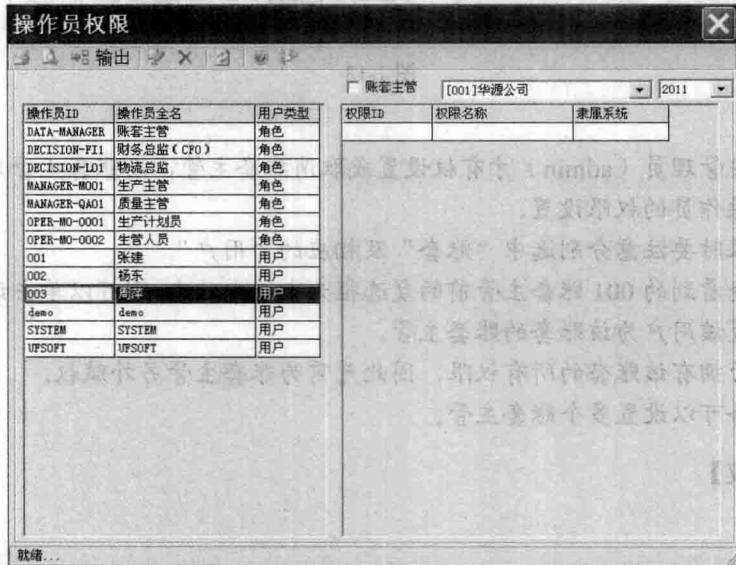 操作员权限
输出
账套主管 [001]华源公司 2011
操作员ID 操作员全名 用户类型
DATA-MANAGER 账套主管 角色
DECISION-FI1 财务总监(CFO) 角色
DECISION-LO1 物流总监 角色
MANAGER-MO01 生产主管 角色
MANAGER-QA01 质量主管 角色
OPER-MO-0001 生产计划员 角色
OPER-MO-0002 生管人员 角色
001 张建 用户
002 杨东 用户
003 周萍 用户
demo demo 用户
SYSTEM SYSTEM 用户
UFSOFT UFSOFT 用户
权限ID 权限名称 隶属系统
就绪...